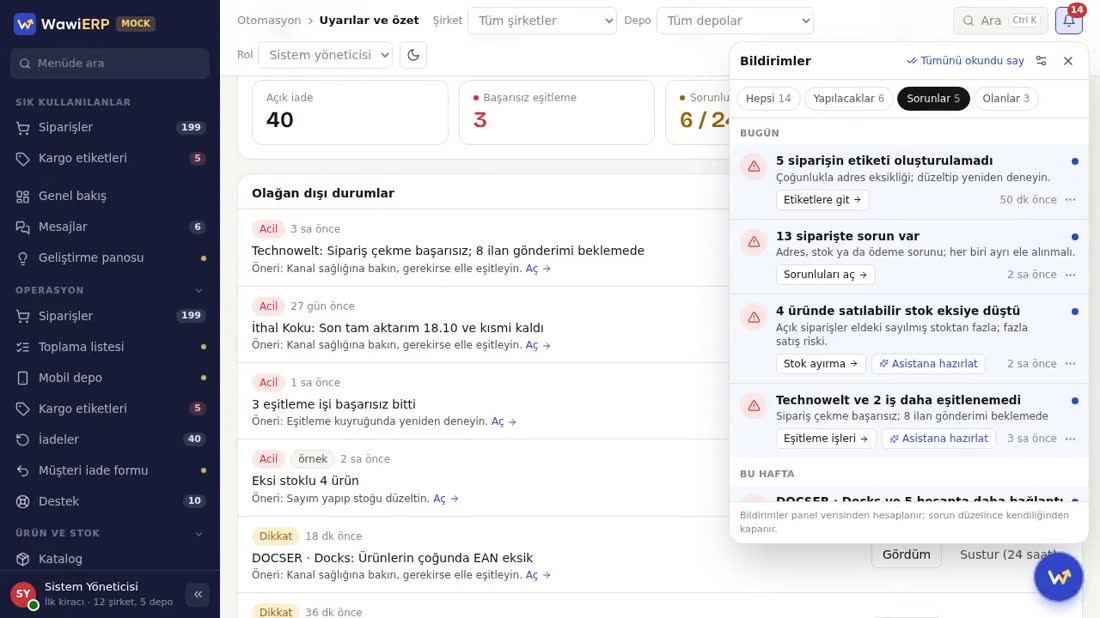 WawiERP MOCK
Menüde ara
SIK KULLANILANLAR
Siparişler 199
Kargo etiketleri 5
Genel bakış
Mesajlar 6
Geliştirme panosu
OPERASYON
Siparişler 199
Toplama listesi
Mobil depo
Kargo etiketleri 5
İadeler 40
Müşteri iade formu
Destek 10
ÜRÜN VE STOK
Katalog
SY Sistem Yöneticisi
İlk kiracı · 12 şirket, 5 depo
Otomasyon > Uyarılar ve özet Şirket Tüm şirketler Depo Tüm depolar
Ara Ctrl K 14
Rol Sistem yöneticisi
Açık iade
40
Başarısız eşitleme
3
Sorunlu
6 / 24
Olağan dışı durumlar
Acil 3 sa önce
Technowelt: Sipariş çekme başarısız; 8 ilan gönderimi beklemede
Öneri: Kanal sağlığına bakın, gerekirse elle eşitleyin. Aç →
Acil 27 gün önce
İthal Koku: Son tam aktarım 18.10 ve kısmi kaldı
Öneri: Kanal sağlığına bakın, gerekirse elle eşitleyin. Aç →
Acil 1 sa önce
3 eşitleme işi başarısız bitti
Öneri: Eşitleme kuyruğunda yeniden deneyin. Aç →
Acil örnek 2 sa önce
Eksi stoklu 4 ürün
Öneri: Sayım yapıp stoğu düzeltin. Aç →
Dikkat 18 dk önce
DOCSER · Docks: Ürünlerin çoğunda EAN eksik
Öneri: Kanal sağlığına bakın, gerekirse elle eşitleyin. Aç →
Gördüm Sustur (24 saat)
Dikkat 36 dk önce
Bildirimler Tümünü okundu say
Hepsi 14 Yapılacaklar 6 Sorunlar 5 Olanlar 3
BUGÜN
5 siparişin etiketi oluşturulamadı
Çoğunlukla adres eksikliği; düzeltip yeniden deneyin.
Etiketlere git → 50 dk önce ···
13 siparişte sorun var
Adres, stok ya da ödeme sorunu; her biri ayrı ele alınmalı.
Sorunluları aç → 2 sa önce ···
4 üründe satılabilir stok eksiye düştü
Açık siparişler eldeki sayılmış stoktan fazla; fazla
satış riski.
Stok ayırma → Asistana hazırlat 2 sa önce ···
Technowelt ve 2 iş daha eşitlenemedi
Sipariş çekme başarısız; 8 ilan gönderimi beklemede
Eşitleme işleri → Asistana hazırlat 3 sa önce ···
BU HAFTA
DOCSER · Docks ve 5 hesapta daha
Bildirimler panel verisinden hesaplanır; sorun düzelince kendiliğinden
kapanır.